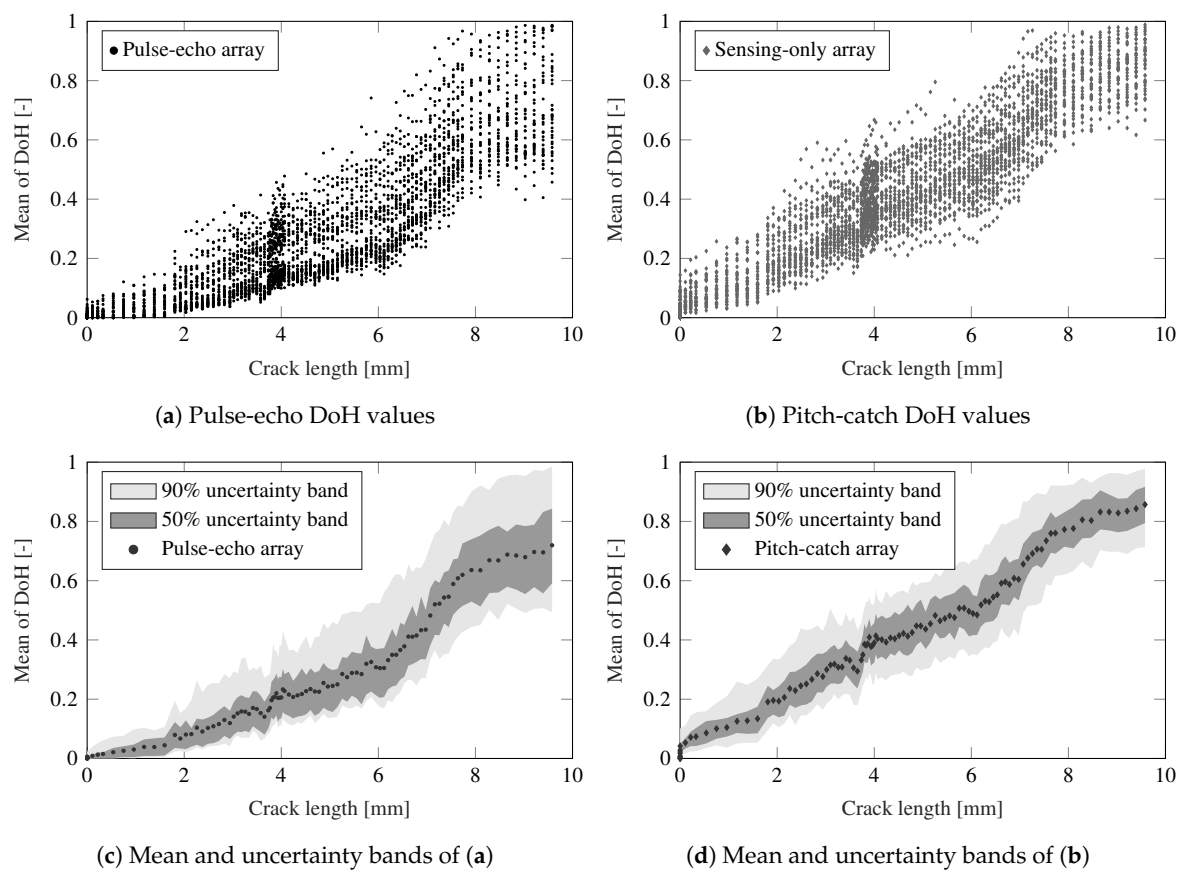 1
0.8
0.6
0.4
0.2
0
Mean of DoH [-]
Pulse-echo array
0 2 4 6 8 10
Crack length [mm]
(a) Pulse-echo DoH values
1
0.8
0.6
0.4
0.2
0
Mean of DoH [-]
Sensing-only array
0 2 4 6 8 10
Crack length [mm]
(b) Pitch-catch DoH values
1
0.8
0.6
0.4
0.2
0
Mean of DoH [-]
90% uncertainty band
50% uncertainty band
Pulse-echo array
0 2 4 6 8 10
Crack length [mm]
(c) Mean and uncertainty bands of (a)
1
0.8
0.6
0.4
0.2
0
Mean of DoH [-]
90% uncertainty band
50% uncertainty band
Pitch-catch array
0 2 4 6 8 10
Crack length [mm]
(d) Mean and uncertainty bands of (b)